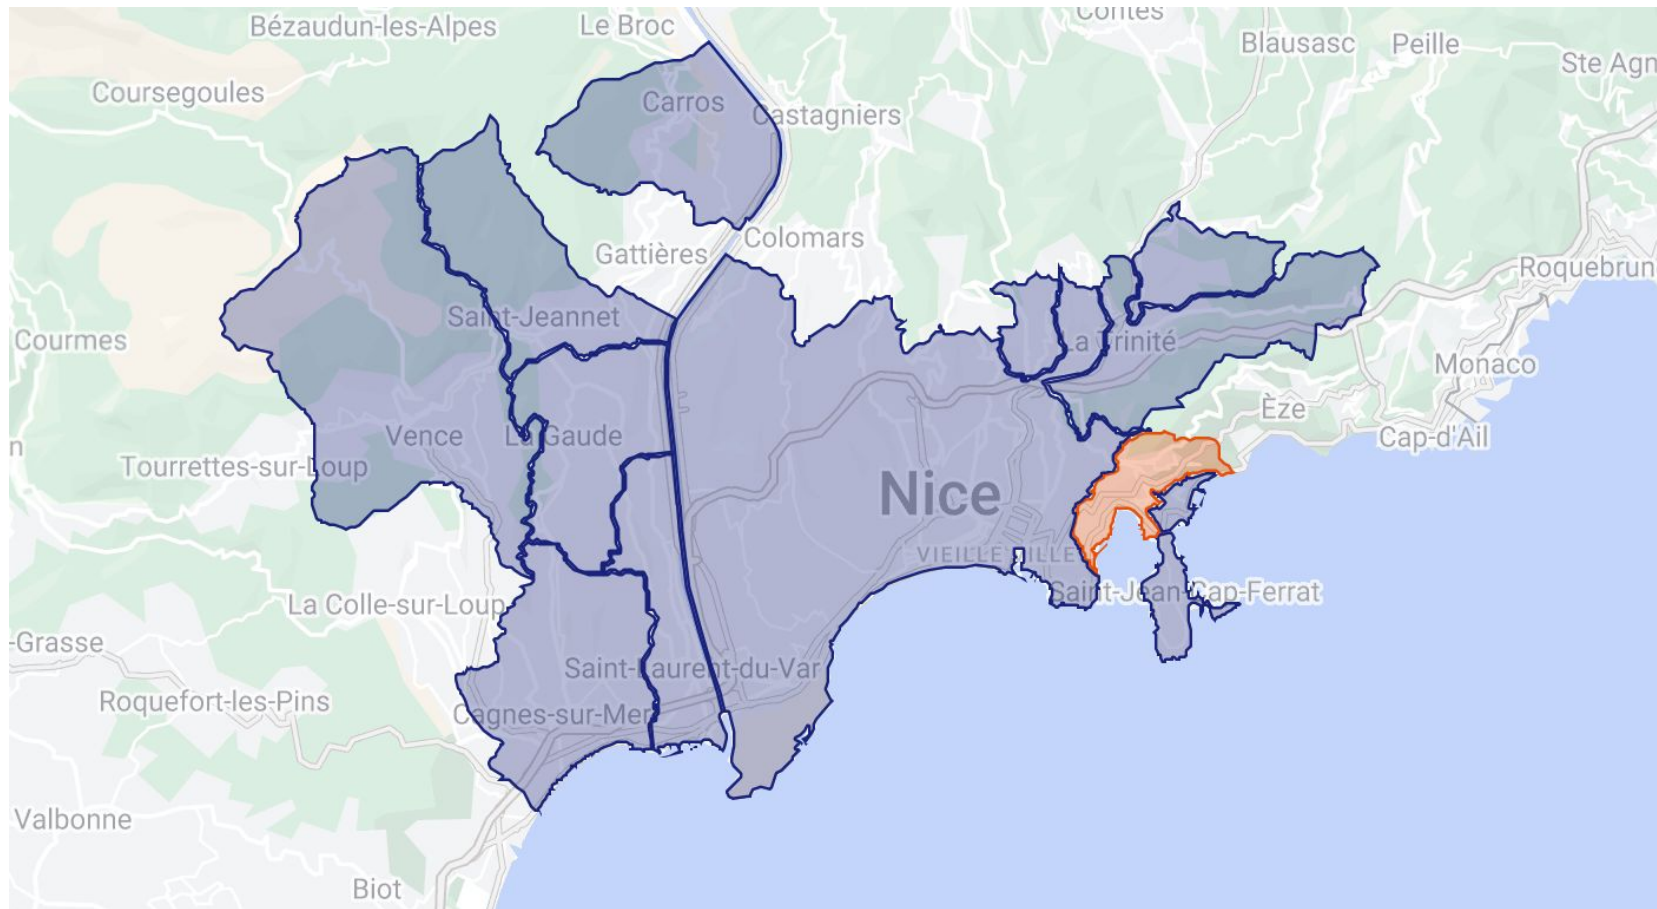 Contes
Bézaudun-les-Alpes
Le Broc
Blausasc
Peille
Ste Agn
Coursegoules
Carros
Castagniers
Colomars
Gattières
Roquebrun
Saint-Jeannet
Courmes
La Trinité
Monaco
Èze
Vence
La Gaude
Cap-d'Ail
n
Tourrettes-sur-Loup
Nice
VIEILLE VILLE
Saint-Jean-Cap-Ferrat
La Colle-sur-Loup
-Grasse
Saint-Laurent-du-Var
Roquefort-les-Pins
Cagnes-sur-Mer
Valbonne
Biot